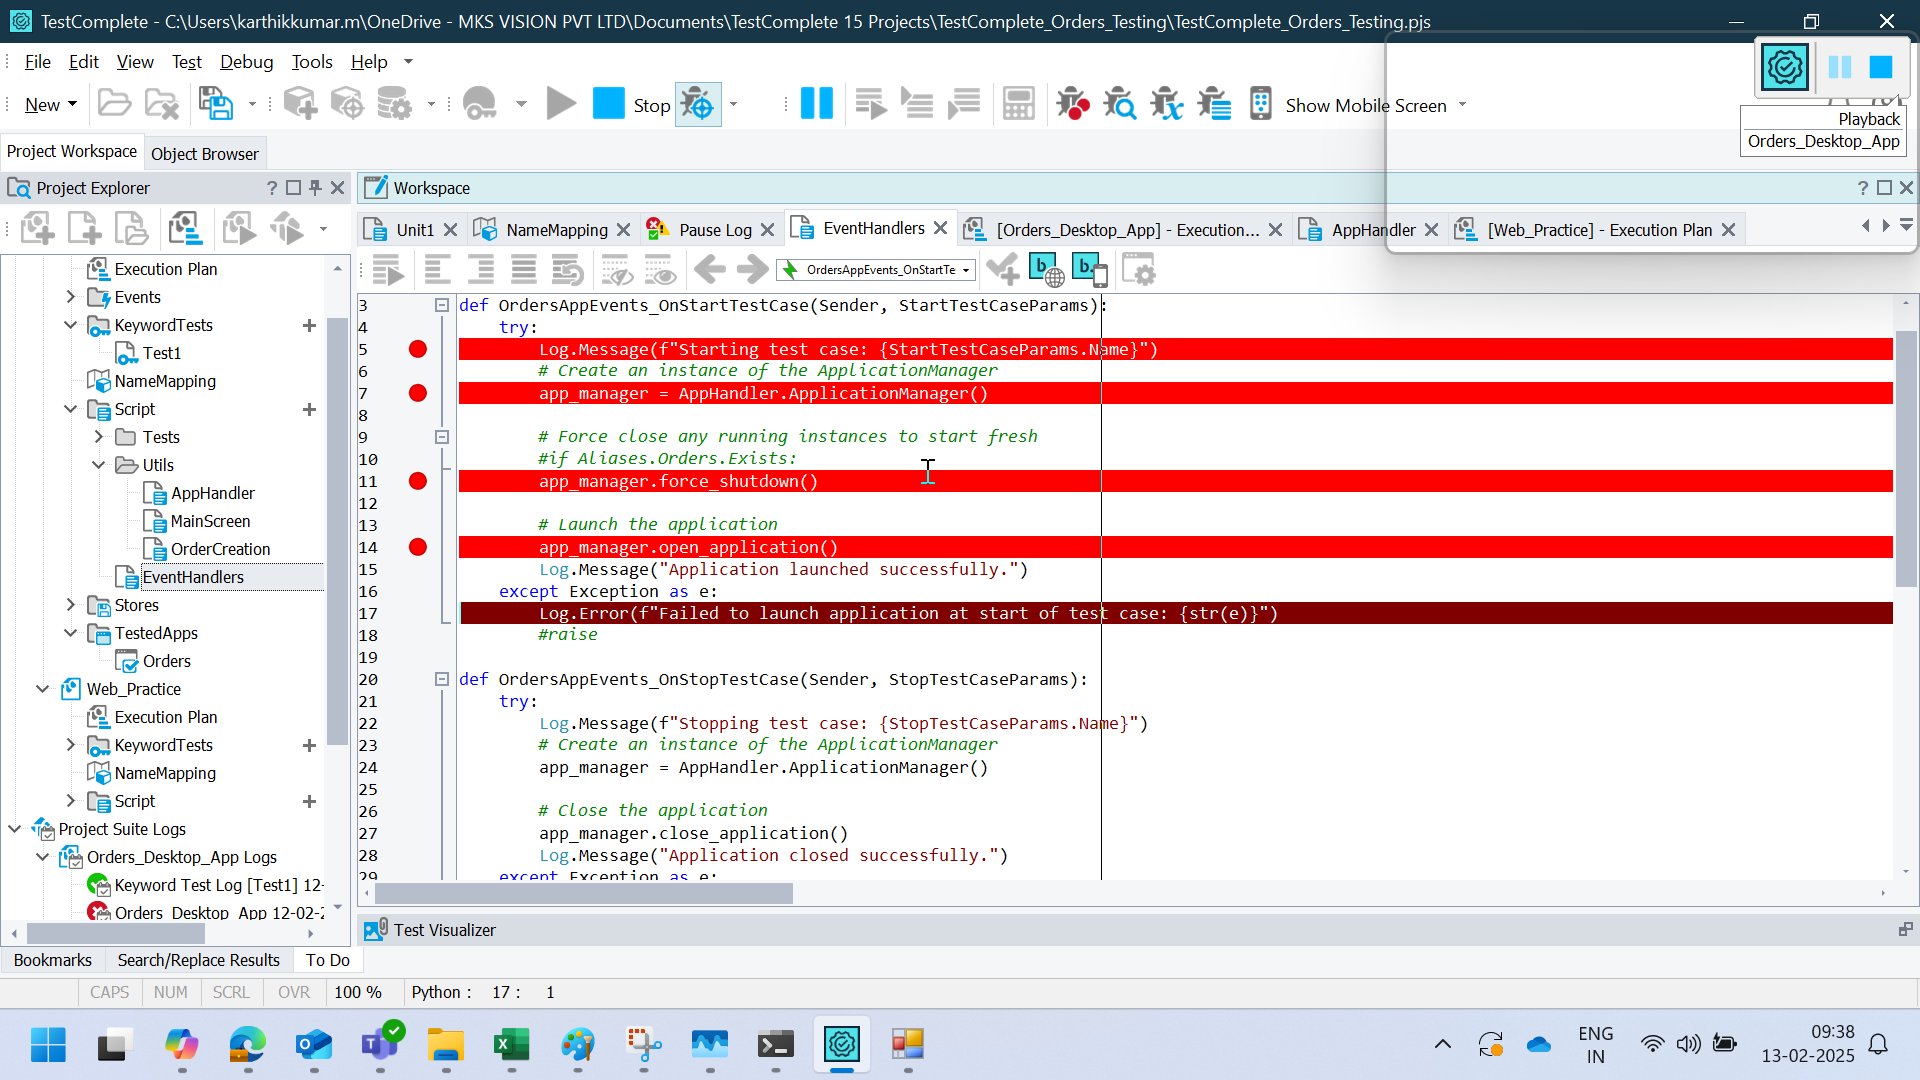 TestComplete - C:\Users\karthikkumar.m\OneDrive - MKS VISION PVT LTD\Documents\TestComplete 15 Projects\TestComplete_Orders_Testing\TestComplete_Orders_Testing.pjs
File Edit View Test Debug Tools Help
New Stop Show Mobile Screen
Playback
Orders_Desktop_App
Project Workspace Object Browser
Project Explorer
Workspace
Unit1 NameMapping Pause Log EventHandlers [Orders_Desktop_App] - Execution... AppHandler [Web_Practice] - Execution Plan
OrdersAppEvents_OnStartTe
Execution Plan
Events
KeywordTests
Test1
NameMapping
Script
Tests
Utils
AppHandler
MainScreen
OrderCreation
EventHandlers
Stores
TestedApps
Orders
Web_Practice
Execution Plan
KeywordTests
NameMapping
Script
Project Suite Logs
Orders_Desktop_App Logs
Keyword Test Log [Test1] 12-
Orders_Desktop_App 12-02-2
3 def OrdersAppEvents_OnStartTestCase(Sender, StartTestCaseParams):
4 try:
5 Log.Message(f"Starting test case: {StartTestCaseParams.Name}")
6 # Create an instance of the ApplicationManager
7 app_manager = AppHandler.ApplicationManager()
8
9 # Force close any running instances to start fresh
10 #if Aliases.Orders.Exists:
11 app_manager.force_shutdown()
12
13 # Launch the application
14 app_manager.open_application()
15 Log.Message("Application launched successfully.")
16 except Exception as e:
17 Log.Error(f"Failed to launch application at start of test case: {str(e)}")
18 #raise
19
20 def OrdersAppEvents_OnStopTestCase(Sender, StopTestCaseParams):
21 try:
22 Log.Message(f"Stopping test case: {StopTestCaseParams.Name}")
23 # Create an instance of the ApplicationManager
24 app_manager = AppHandler.ApplicationManager()
25
26 # Close the application
27 app_manager.close_application()
28 Log.Message("Application closed successfully.")
29 except Exception as e:
Test Visualizer
Bookmarks Search/Replace Results To Do
CAPS NUM SCRL OVR 100 % Python : 17 : 1
ENG
IN
09:38
13-02-2025